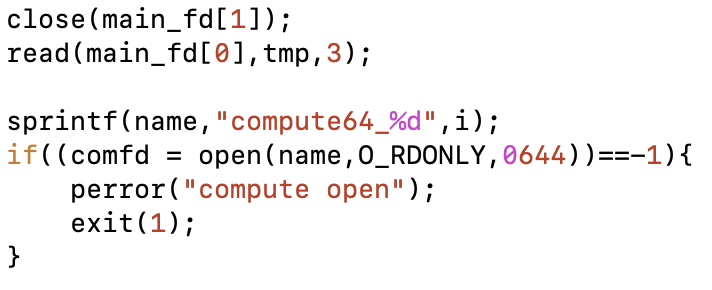 close(main_fd[1]);
read(main_fd[0],tmp,3);

sprintf(name,"compute64_%d",i);
if((comfd = open(name,O_RDONLY,0644))==-1){
    perror("compute open");
    exit(1);
}